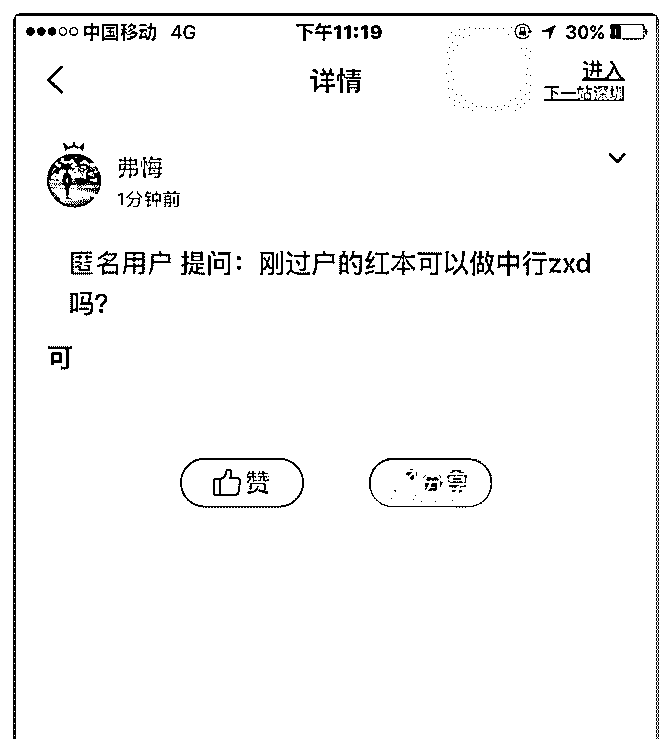 中国移动 4G 下午11:19 30%
详情
进入
下一站深圳
弗悔
1分钟前
匿名用户 提问：刚过户的红本可以做中行zxd
吗？
可
赞